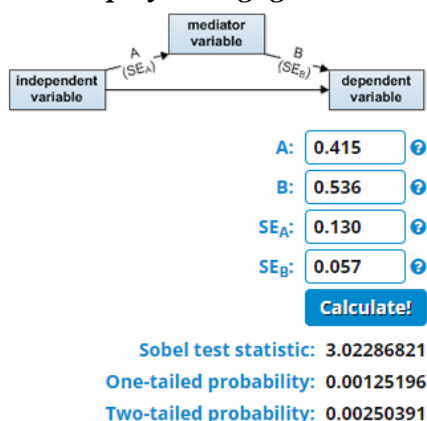 mediator
variable
A
(SEA)
B
(SEB)
independent
variable
dependent
variable
A: 0.415
B: 0.536
SEA: 0.130
SEB: 0.057
Calculate!
Sobel test statistic: 3.02286821
One-tailed probability: 0.00125196
Two-tailed probability: 0.00250391